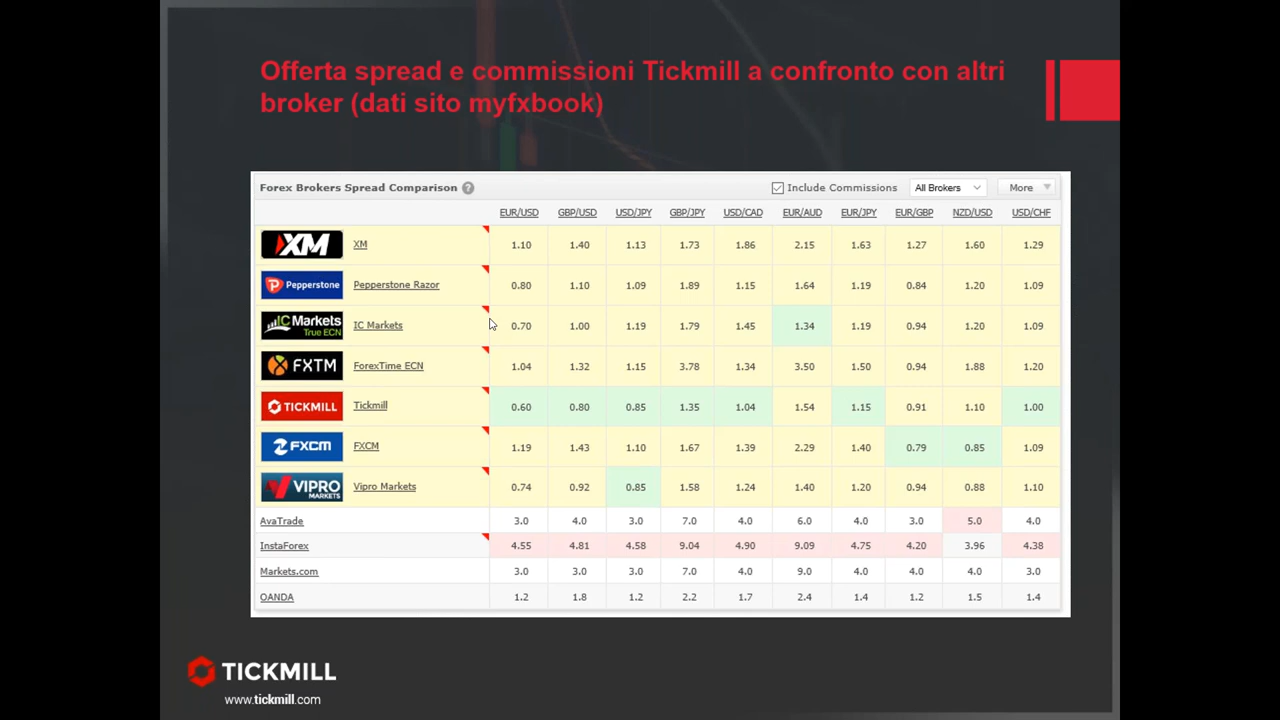 Offerta spread e commissioni Tickmill a confronto con altri
broker (dati sito myfxbook)
Forex Brokers Spread Comparison ? Include Commissions All Brokers More
EUR/USD GBP/USD USD/JPY GBP/JPY USD/CAD EUR/AUD EUR/JPY EUR/GBP NZD/USD USD/CHF
XM XM 1.10 1.40 1.13 1.73 1.86 2.15 1.63 1.27 1.60 1.29
Pepperstone Pepperstone Razor 0.80 1.10 1.09 1.89 1.15 1.64 1.19 0.84 1.20 1.09
IC Markets True ECN IC Markets 0.70 1.00 1.19 1.79 1.45 1.34 1.19 0.94 1.20 1.09
FXTM ForexTime ECN 1.04 1.32 1.15 3.78 1.34 3.50 1.50 0.94 1.88 1.20
TICKMILL Tickmill 0.60 0.80 0.85 1.35 1.04 1.54 1.15 0.91 1.10 1.00
FXCM FXCM 1.19 1.43 1.10 1.67 1.39 2.29 1.40 0.79 0.85 1.09
VIPRO MARKETS Vipro Markets 0.74 0.92 0.85 1.58 1.24 1.40 1.20 0.94 0.88 1.10
AvaTrade 3.0 4.0 3.0 7.0 4.0 6.0 4.0 3.0 5.0 4.0
InstaForex 4.55 4.81 4.58 9.04 4.90 9.09 4.75 4.20 3.96 4.38
Markets.com 3.0 3.0 3.0 7.0 4.0 9.0 4.0 4.0 4.0 3.0
OANDA 1.2 1.8 1.2 2.2 1.7 2.4 1.4 1.2 1.5 1.4
TICKMILL
www.tickmill.com